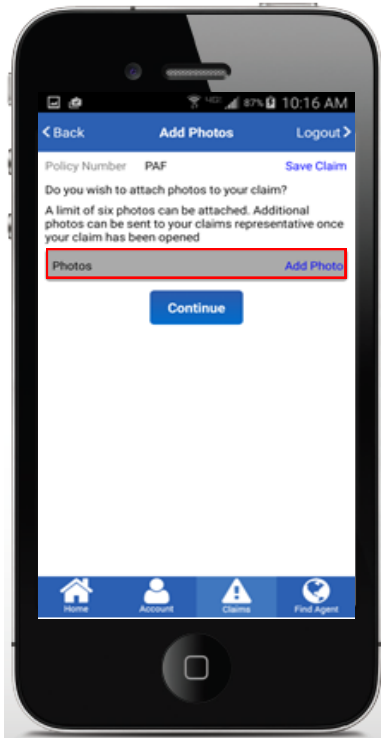 4GE 87% 10:16 AM
Back Add Photos Logout
Policy Number PAF Save Claim
Do you wish to attach photos to your claim?
A limit of six photos can be attached. Additional
photos can be sent to your claims representative once
your claim has been opened
Photos Add Photo
Continue
Home Account Claims Find Agent